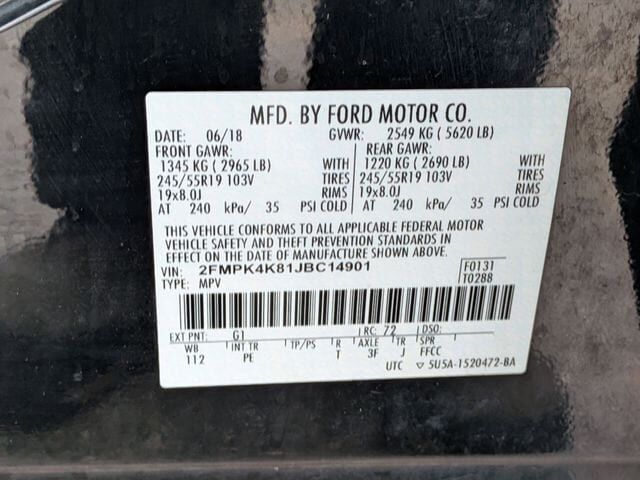 MFD. BY FORD MOTOR CO.
DATE: 06/18 GVWR: 2549 KG ( 5620 LB)
FRONT GAWR: REAR GAWR:
1345 KG ( 2965 LB) WITH 1220 KG ( 2690 LB) WITH
245/55R19 103V TIRES 245/55R19 103V TIRES
19x8.0J RIMS 19x8.0J RIMS
AT 240 kPa/ 35 PSI COLD AT 240 kPa/ 35 PSI COLD
THIS VEHICLE CONFORMS TO ALL APPLICABLE FEDERAL MOTOR
VEHICLE SAFETY AND THEFT PREVENTION STANDARDS IN
EFFECT ON THE DATE OF MANUFACTURE SHOWN ABOVE.
VIN: 2FMPK4K81JBC14901 F0131
TYPE: MPV T0288
EXT PNT: G1 RC: 72 DSO:
WB INT TR TP/PS R AXLE TR SPR
112 PE T 3F J FFCC
UTC ▽ 5U5A-1520472-BA